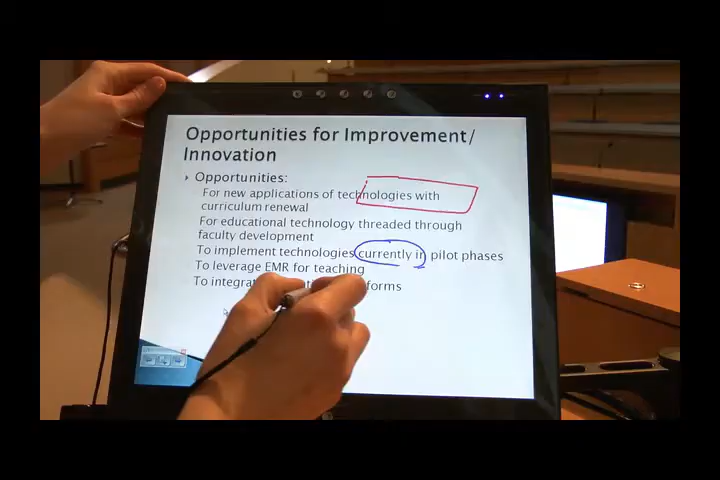 Opportunities for Improvement/
Innovation
Opportunities:
For new applications of technologies with
curriculum renewal
For educational technology threaded through
faculty development
To implement technologies currently in pilot phases
To leverage EMR for teaching
To integrat forms